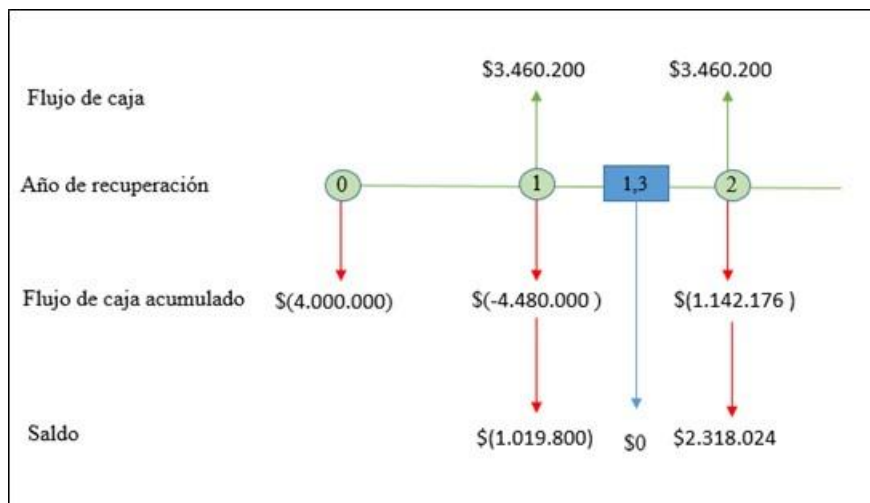 $3.460.200 $3.460.200
Flujo de caja
Año de recuperación 0 1 1,3 2
Flujo de caja acumulado $(4.000.000) $(-4.480.000 ) $(1.142.176 )
Saldo $(1.019.800) $0 $2.318.024